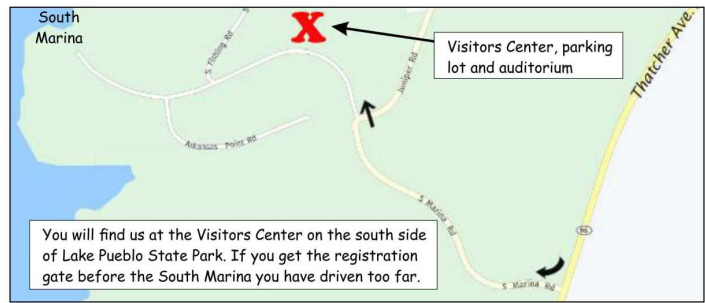 South
Marina
S. Fishing Rd
Visitors Center, parking
lot and auditorium
Thatcher Ave.
Juniper Rd
Arkansas Point Rd
S Marina Rd
96
You will find us at the Visitors Center on the south side
of Lake Pueblo State Park. If you get the registration
gate before the South Marina you have driven too far.
S Marina Rd